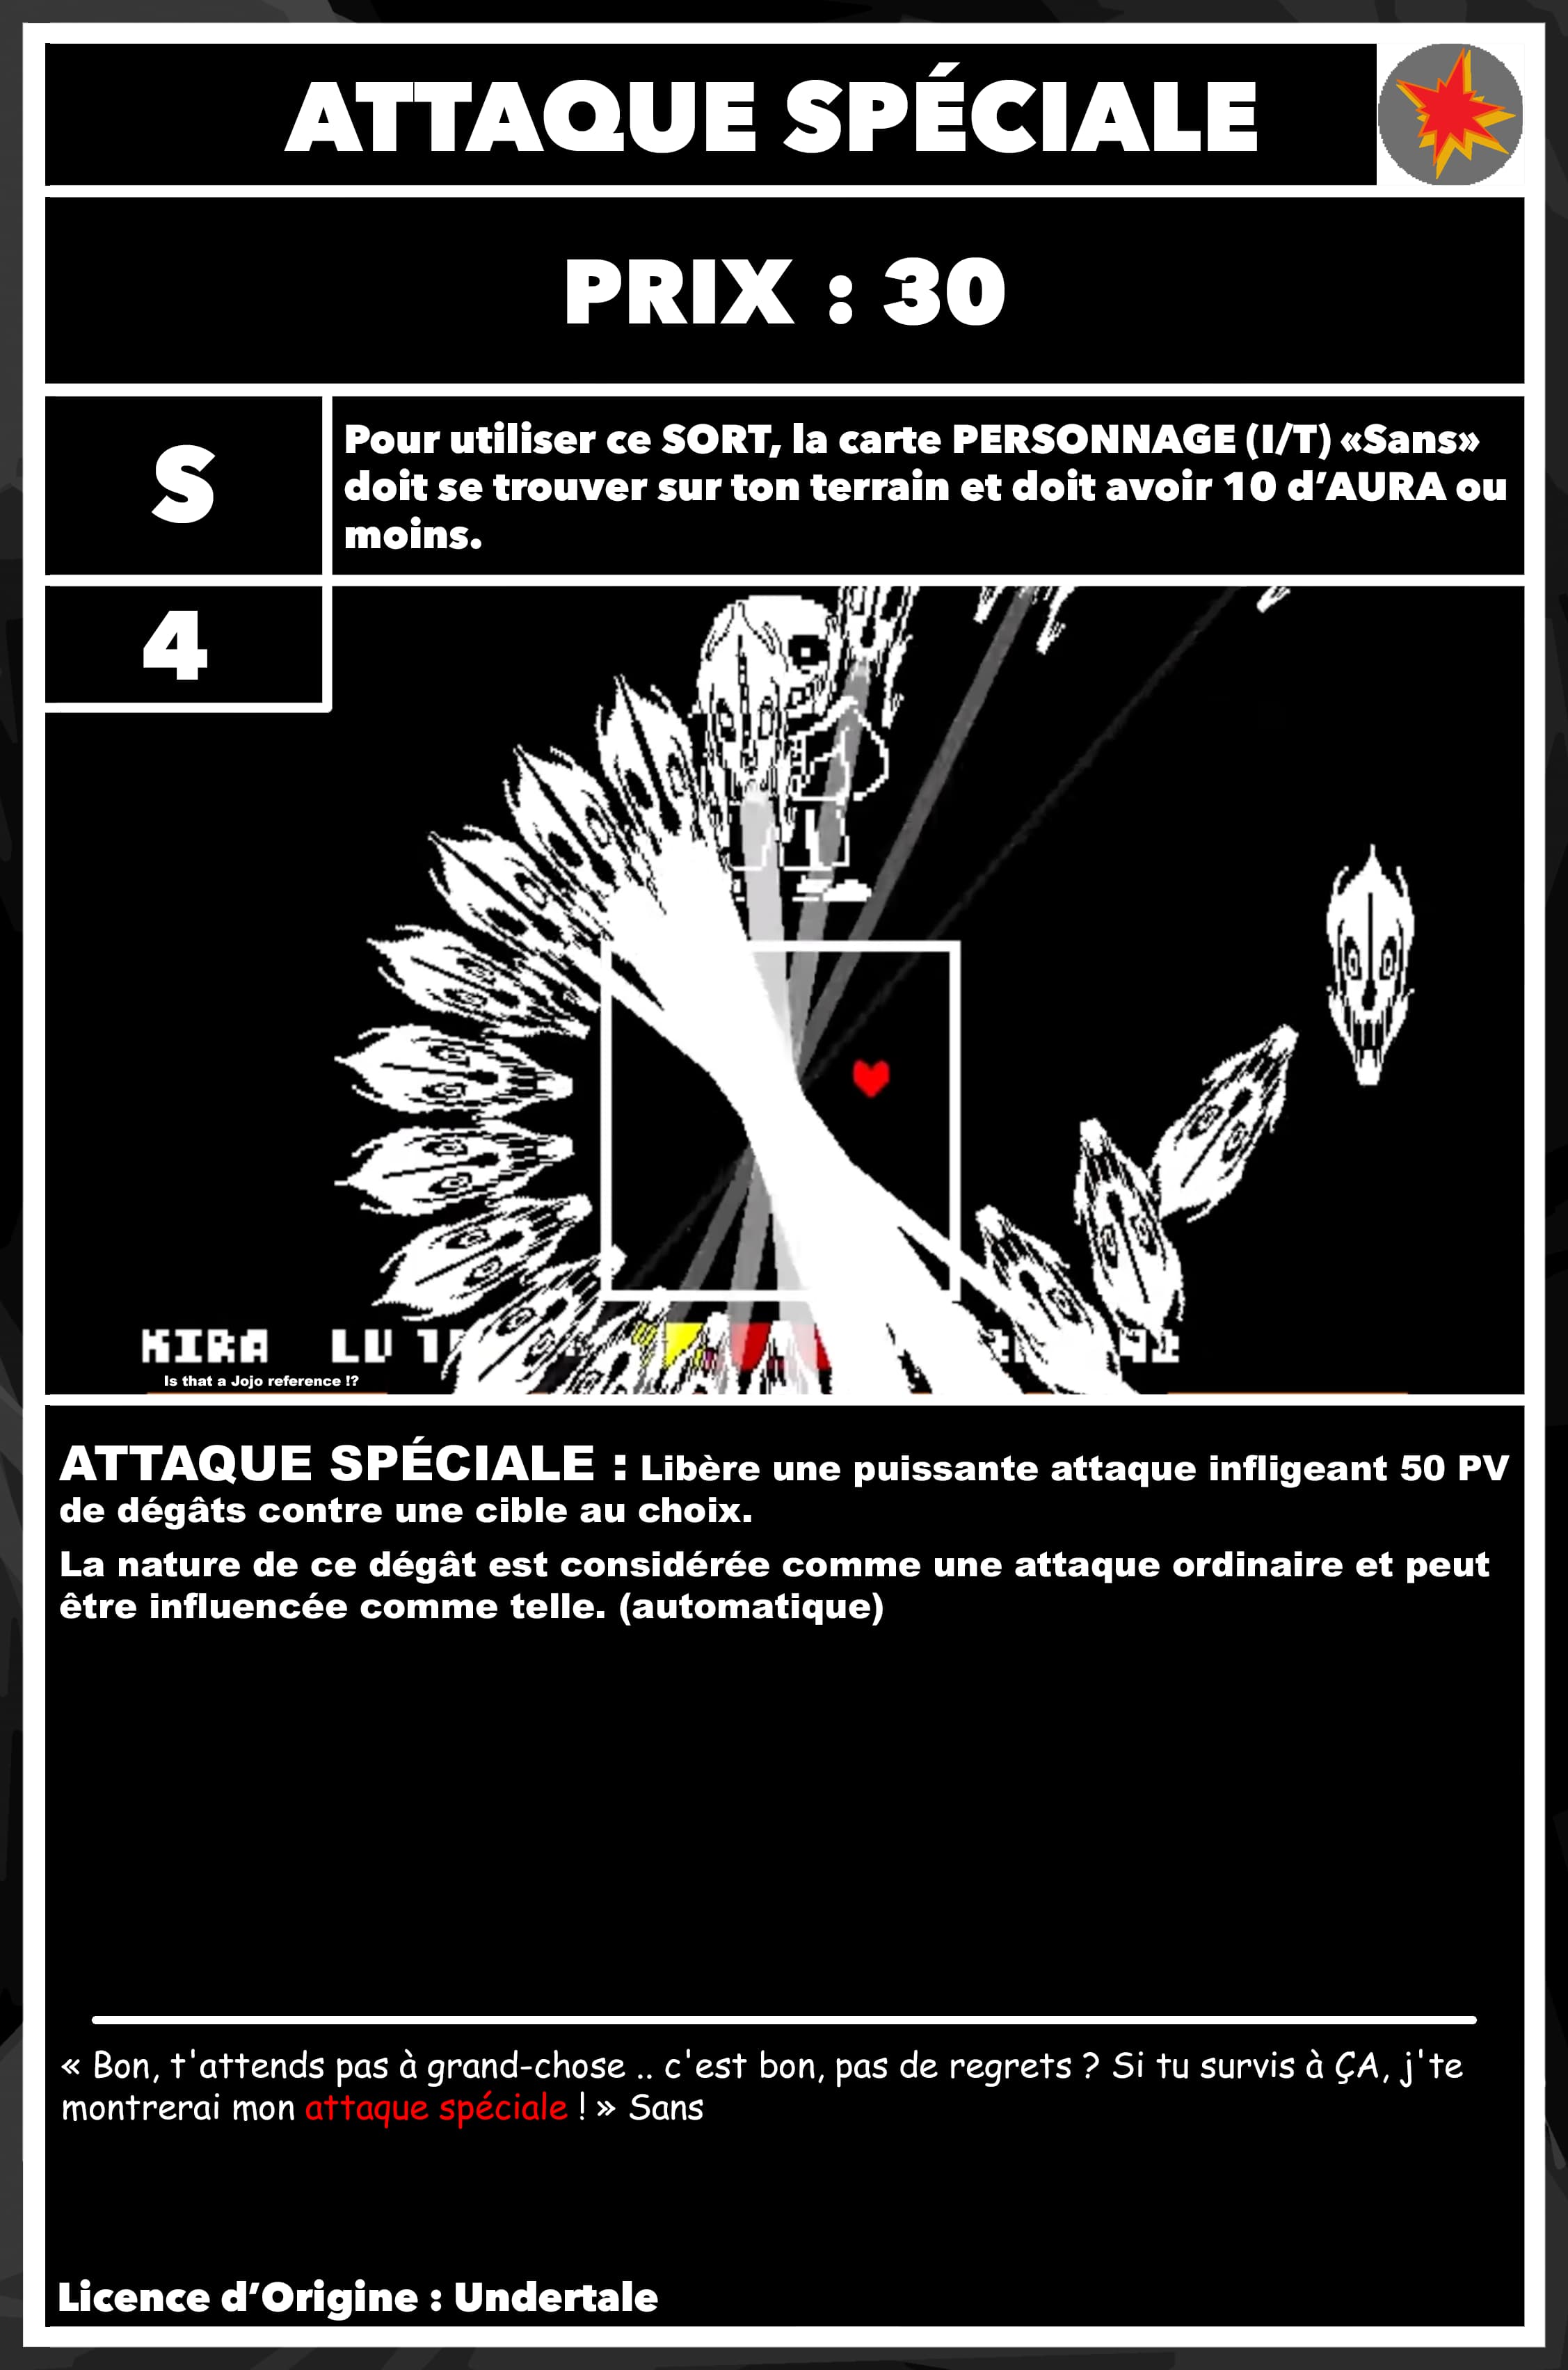 ATTAQUE SPÉCIALE
PRIX : 30
S
Pour utiliser ce SORT, la carte PERSONNAGE (I/T) «Sans»
doit se trouver sur ton terrain et doit avoir 10 d’AURA ou
moins.
4
KIRA LV
Is that a Jojo reference !?
ATTAQUE SPÉCIALE : Libère une puissante attaque infligeant 50 PV
de dégâts contre une cible au choix.
La nature de ce dégât est considérée comme une attaque ordinaire et peut
être influencée comme telle. (automatique)
« Bon, t'attends pas à grand-chose .. c'est bon, pas de regrets ? Si tu survis à ÇA, j'te
montrerai mon attaque spéciale ! » Sans
Licence d’Origine : Undertale